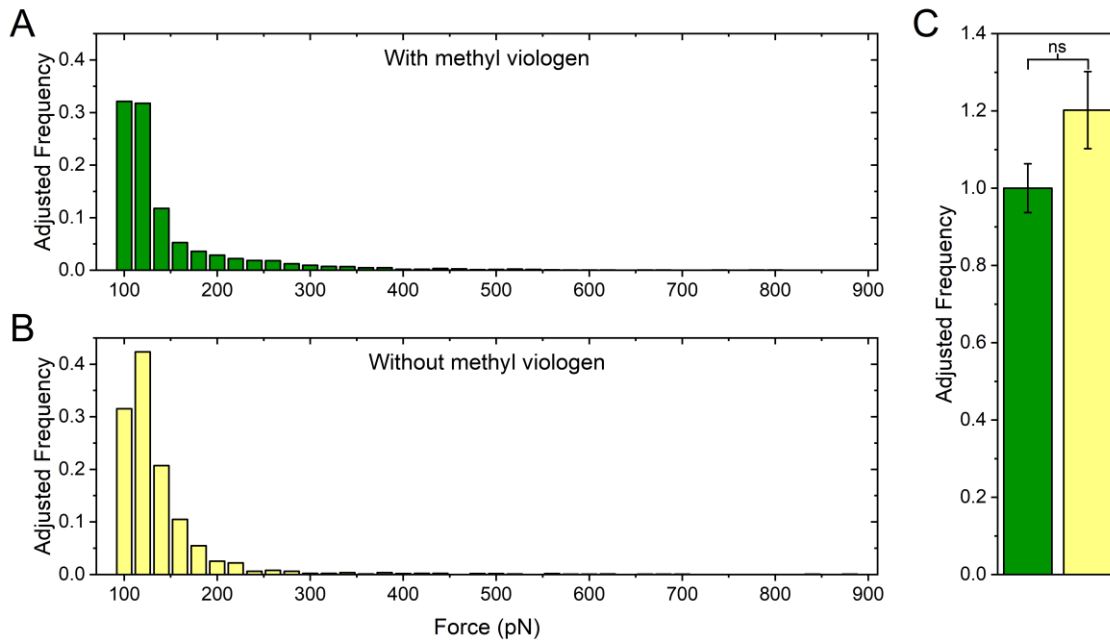 A
With methyl viologen
Adjusted Frequency
0.4
0.3
0.2
0.1
0.0
100 200 300 400 500 600 700 800 900
B
Without methyl viologen
Adjusted Frequency
0.4
0.3
0.2
0.1
0.0
100 200 300 400 500 600 700 800 900
Force (pN)
C
ns
Adjusted Frequency
1.4
1.2
1.0
0.8
0.6
0.4
0.2
0.0